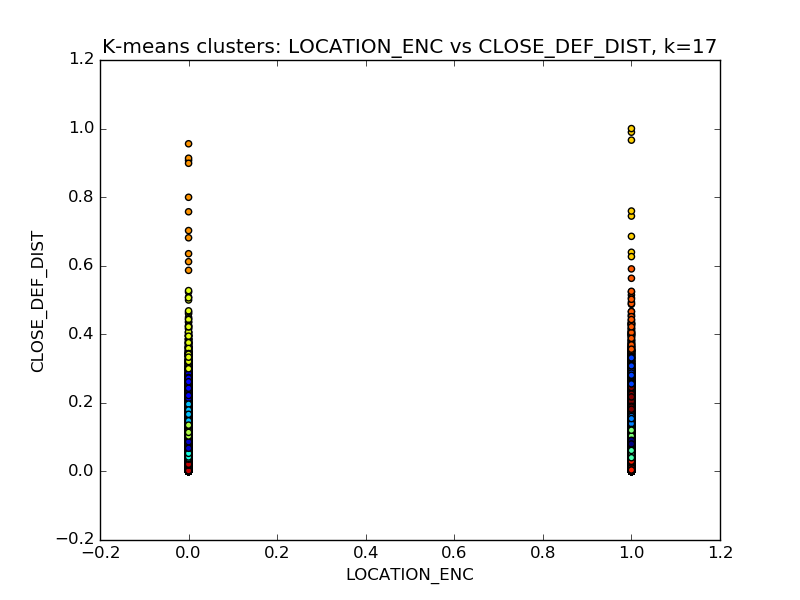 K-means clusters: LOCATION_ENC vs CLOSE_DEF_DIST, k=17
1.2
1.0
0.8
0.6
0.4
0.2
0.0
−0.2
CLOSE_DEF_DIST
−0.2 0.0 0.2 0.4 0.6 0.8 1.0 1.2
LOCATION_ENC